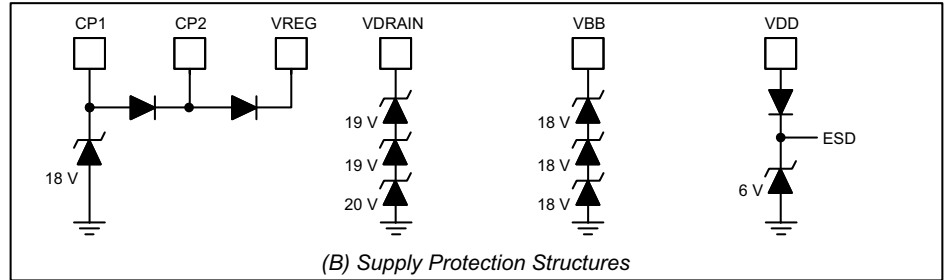 CP1 CP2 VREG VDRAIN VBB VDD
19 V 18 V
ESD
18 V 19 V 18 V 6 V
20 V 18 V
(B) Supply Protection Structures